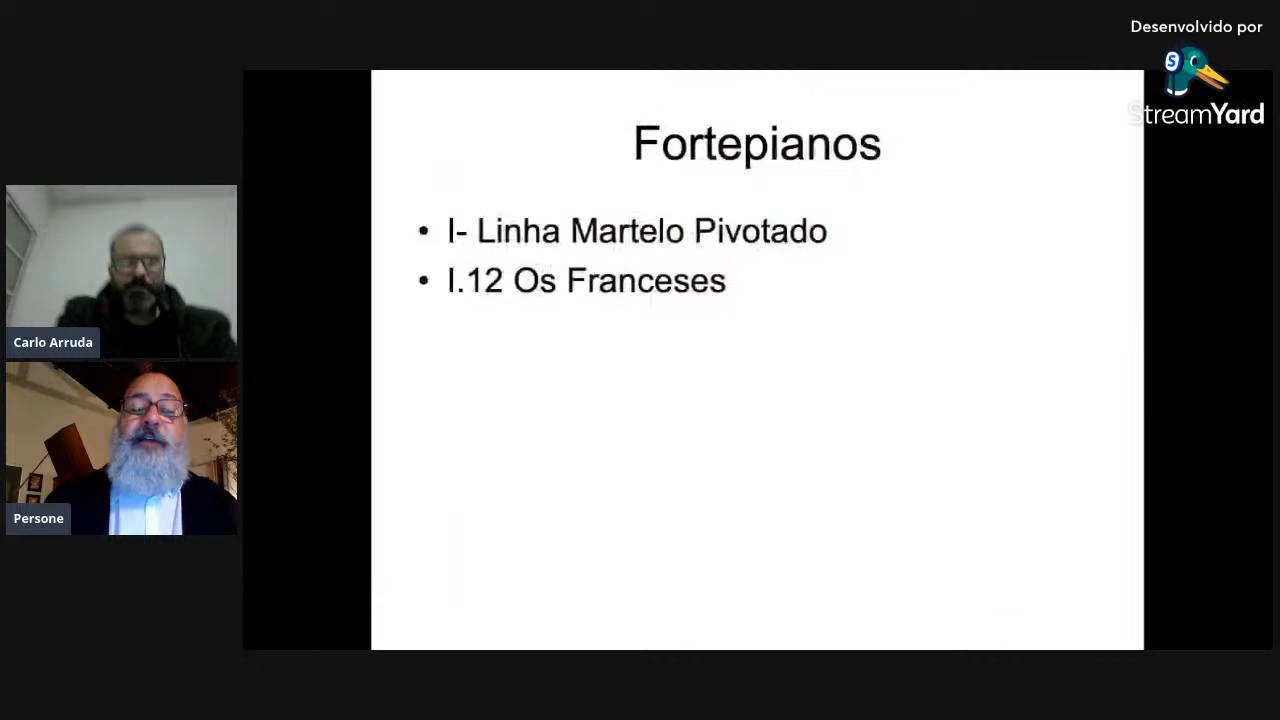 Desenvolvido por
StreamYard
Fortepianos
• I- Linha Martelo Pivotado
• I.12 Os Franceses
Carlo Arruda
Persone